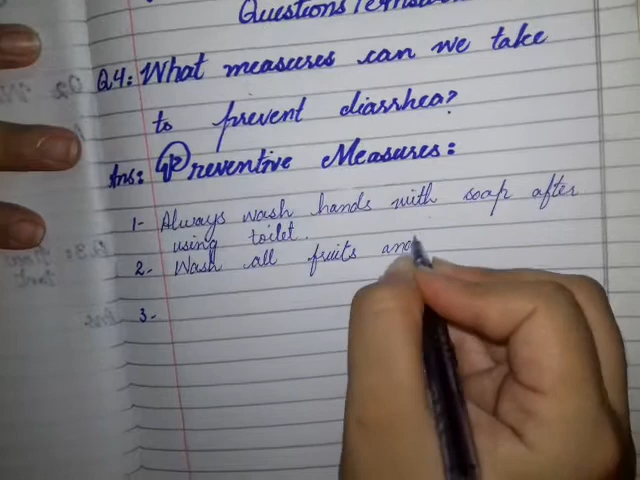 Questions/Answers
Q4: What measures can we take
to prevent diarrhea?
Ans: Preventive Measures:
1- Always wash hands with soap after
using toilet.
2- Wash all fruits and
3-